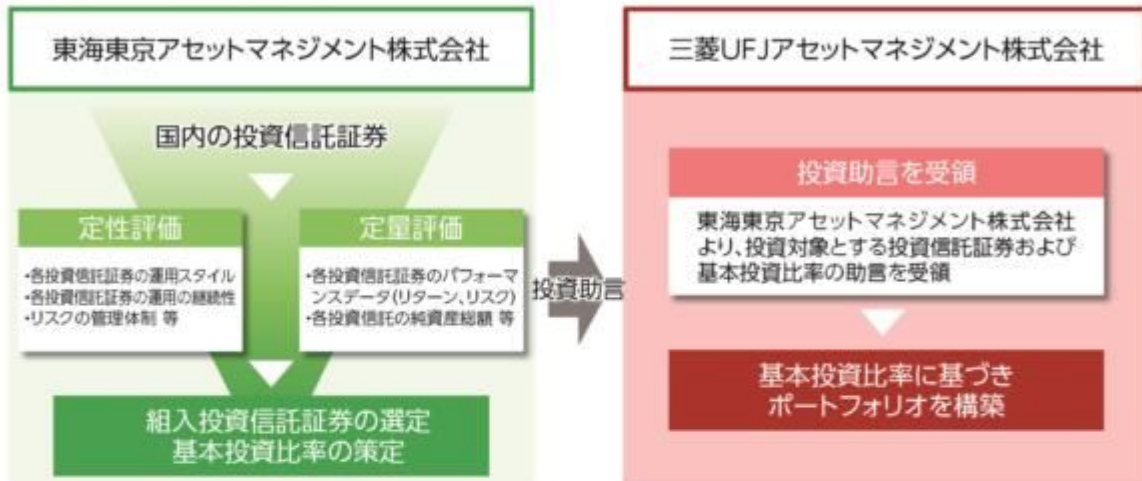 東海東京アセットマネジメント株式会社
国内の投資信託証券
定性評価
・各投資信託証券の運用スタイル
・各投資信託証券の運用の継続性
・リスクの管理体制 等
定量評価
・各投資信託証券のパフォーマ
ンスデータ(リターン、リスク)
・各投資信託の純資産総額 等
組入投資信託証券の選定
基本投資比率の策定
投資助言
三菱UFJアセットマネジメント株式会社
投資助言を受領
東海東京アセットマネジメント株式会社
より、投資対象とする投資信託証券および
基本投資比率の助言を受領
基本投資比率に基づき
ポートフォリオを構築